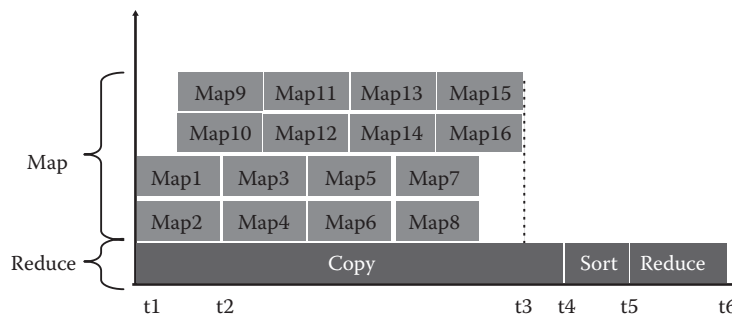 Map9 Map11 Map13 Map15
Map10 Map12 Map14 Map16
Map
Map1 Map3 Map5 Map7
Map2 Map4 Map6 Map8
Reduce Copy Sort Reduce
t1 t2 t3 t4 t5 t6